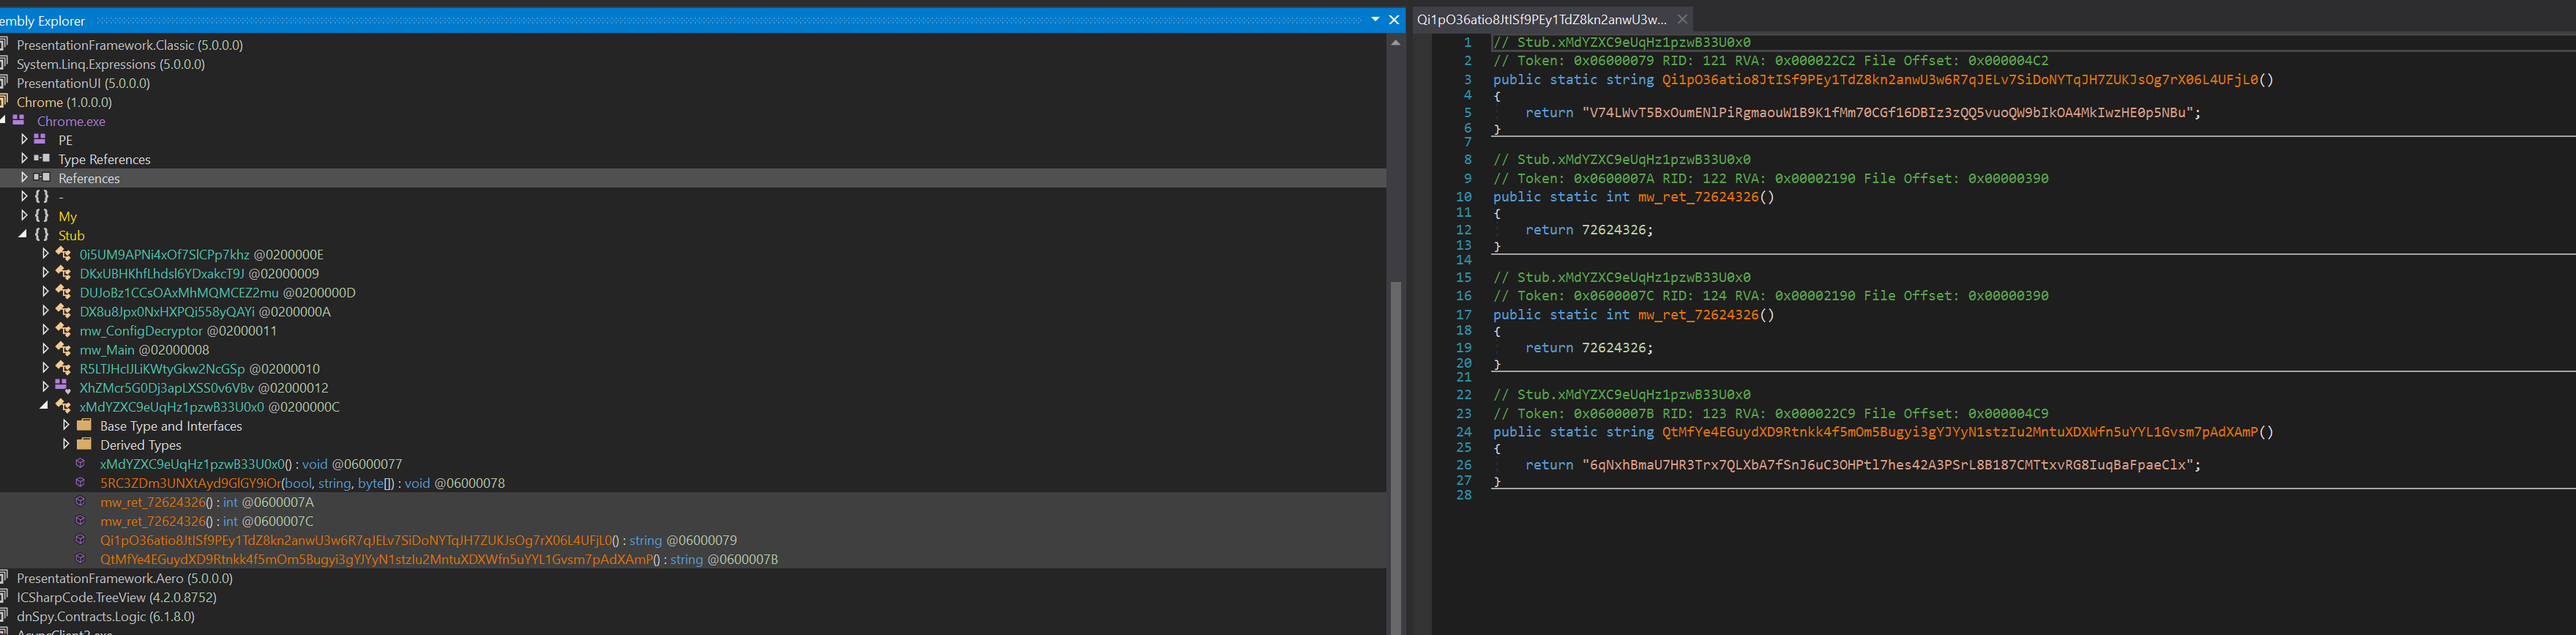 embly Explorer
PresentationFramework.Classic (5.0.0.0)
System.Linq.Expressions (5.0.0.0)
PresentationUI (5.0.0.0)
Chrome (1.0.0.0)
Chrome.exe
PE
Type References
References
{ } -
{ } My
{ } Stub
0i5UM9APNi4xOf7SlCPp7khz @0200000E
DKxUBHKhfLhdsl6YDxakcT9J @02000009
DUJoBz1CCsOAxMhMQMCEZ2mu @0200000D
DX8u8Jpx0NxHXPQi558yQAYi @0200000A
mw_ConfigDecryptor @02000011
mw_Main @02000008
R5LTJHcIJLiKWtyGkw2NcGSp @02000010
XhZMcr5G0Dj3apLXSS0v6VBv @02000012
xMdYZXC9eUqHz1pzwB33U0x0 @0200000C
Base Type and Interfaces
Derived Types
xMdYZXC9eUqHz1pzwB33U0x0() : void @06000077
5RC3ZDm3UNXtAyd9GlGY9iOr(bool, string, byte[]) : void @06000078
mw_ret_72624326() : int @0600007A
mw_ret_72624326() : int @0600007C
Qi1pO36atio8JtISf9PEy1TdZ8kn2anwU3w6R7qJELv7SiDoNYTqJH7ZUKJsOg7rX06L4UFjL0() : string @06000079
QtMfYe4EGuydXD9Rtnkk4f5mOm5Bugyi3gYJYyN1stzIu2MntuXDXWfn5uYYL1Gvsm7pAdXAmP() : string @0600007B
PresentationFramework.Aero (5.0.0.0)
ICSharpCode.TreeView (4.2.0.8752)
dnSpy.Contracts.Logic (6.1.8.0)
AsyncClient2.exe
Qi1pO36atio8JtISf9PEy1TdZ8kn2anwU3w...
1 // Stub.xMdYZXC9eUqHz1pzwB33U0x0
2 // Token: 0x06000079 RID: 121 RVA: 0x000022C2 File Offset: 0x000004C2
3 public static string Qi1pO36atio8JtISf9PEy1TdZ8kn2anwU3w6R7qJELv7SiDoNYTqJH7ZUKJsOg7rX06L4UFjL0()
4 {
5 return "V74LWvT5BxOumENlPiRgmaouW1B9K1fMm70CGf16DBIz3zQQ5vuoQW9bIkOA4MkIwzHE0p5NBu";
6 }
7
8 // Stub.xMdYZXC9eUqHz1pzwB33U0x0
9 // Token: 0x0600007A RID: 122 RVA: 0x00002190 File Offset: 0x00000390
10 public static int mw_ret_72624326()
11 {
12 return 72624326;
13 }
14
15 // Stub.xMdYZXC9eUqHz1pzwB33U0x0
16 // Token: 0x0600007C RID: 124 RVA: 0x00002190 File Offset: 0x00000390
17 public static int mw_ret_72624326()
18 {
19 return 72624326;
20 }
21
22 // Stub.xMdYZXC9eUqHz1pzwB33U0x0
23 // Token: 0x0600007B RID: 123 RVA: 0x000022C9 File Offset: 0x000004C9
24 public static string QtMfYe4EGuydXD9Rtnkk4f5mOm5Bugyi3gYJYyN1stzIu2MntuXDXWfn5uYYL1Gvsm7pAdXAmP()
25 {
26 return "6qNxhBmaU7HR3Trx7QLXbA7fSnJ6uC3OHPtl7hes42A3PSrL8B187CMTtxvRG8IuqBaFpaeClx";
27 }
28